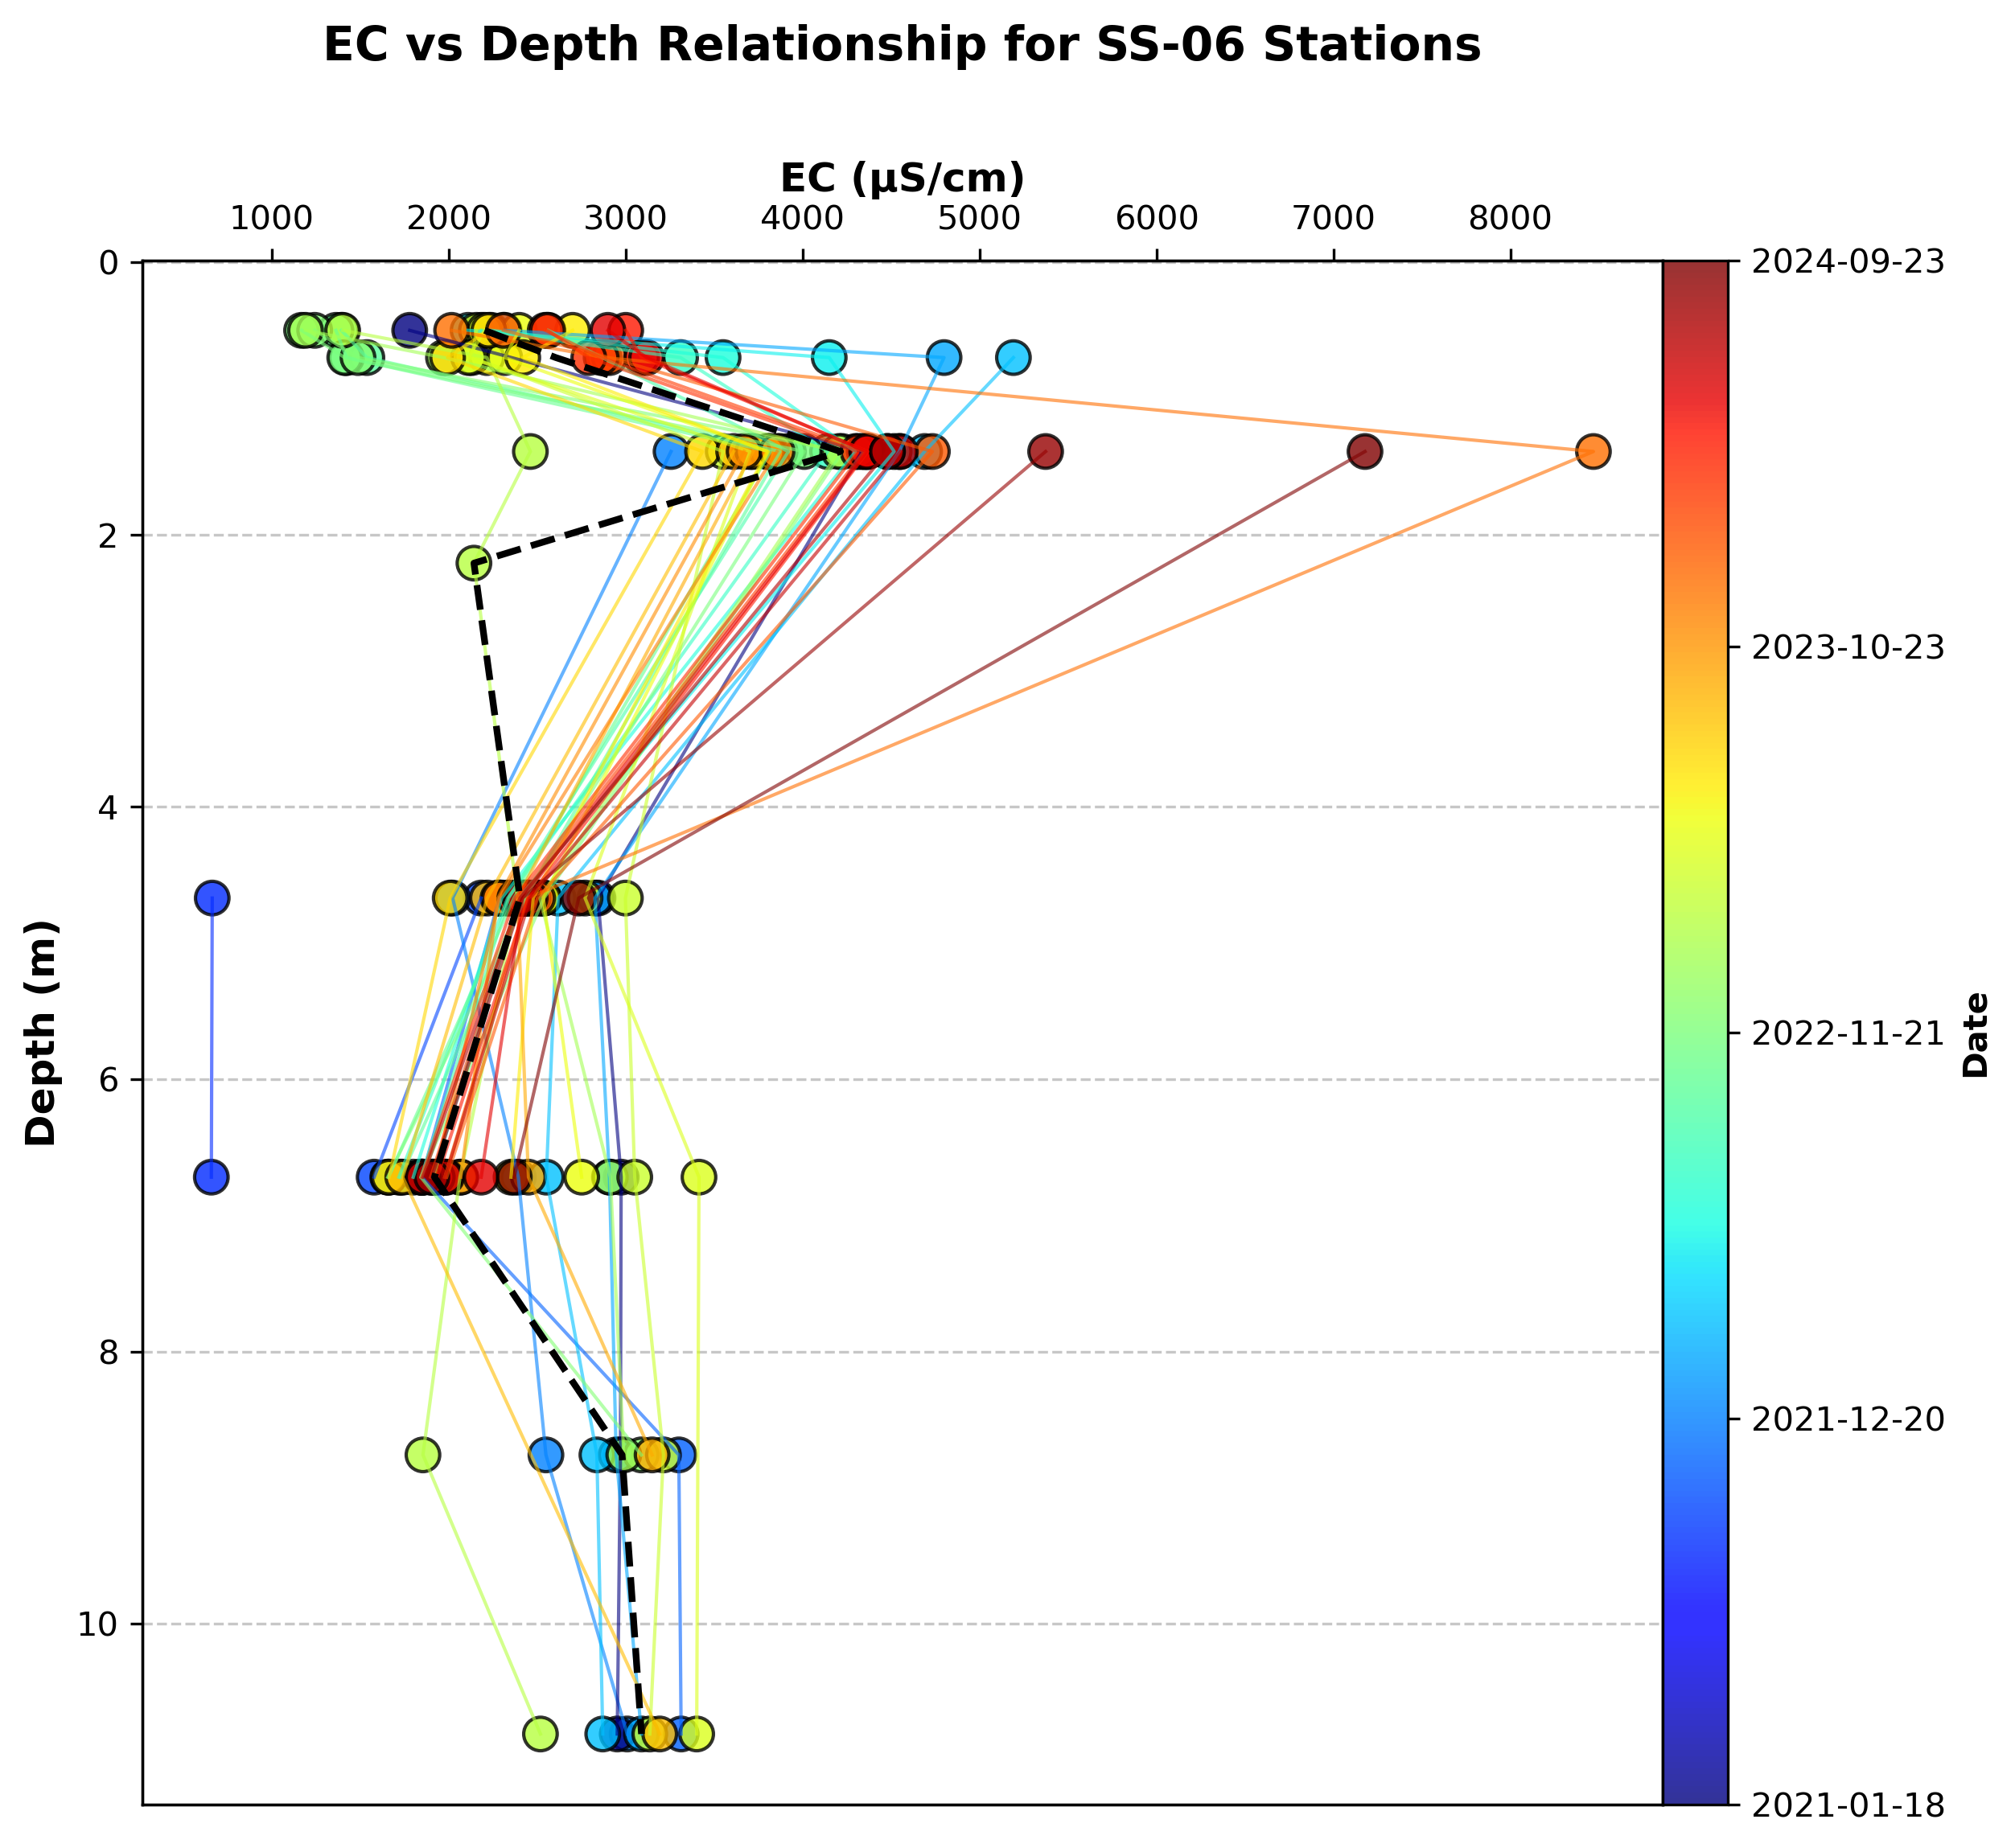 EC vs Depth Relationship for SS-06 Stations
EC (µS/cm)
1000 2000 3000 4000 5000 6000 7000 8000
0
2
4
6
8
10
Depth (m)
2024-09-23
2023-10-23
2022-11-21
2021-12-20
2021-01-18
Date